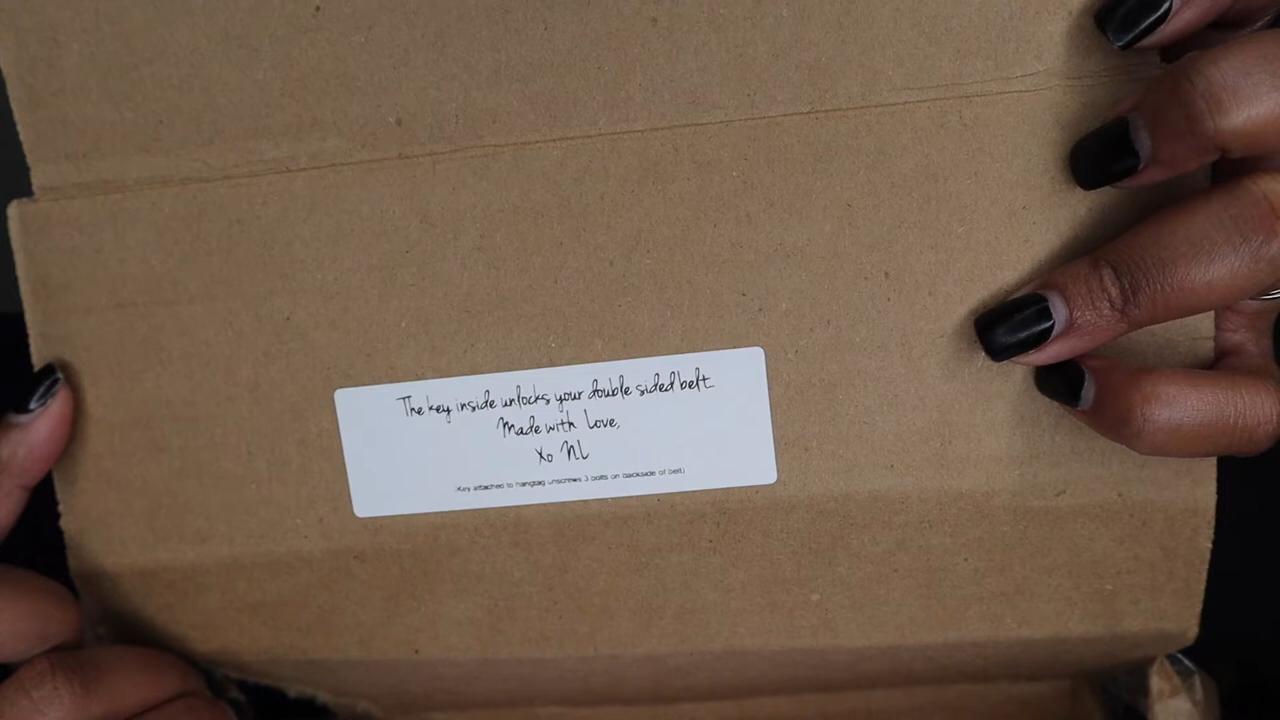 The key inside unlocks your double sided belt.
Made with Love,
Xo NL
(Key attached to hangtag unscrews 3 bolts on backside of belt)